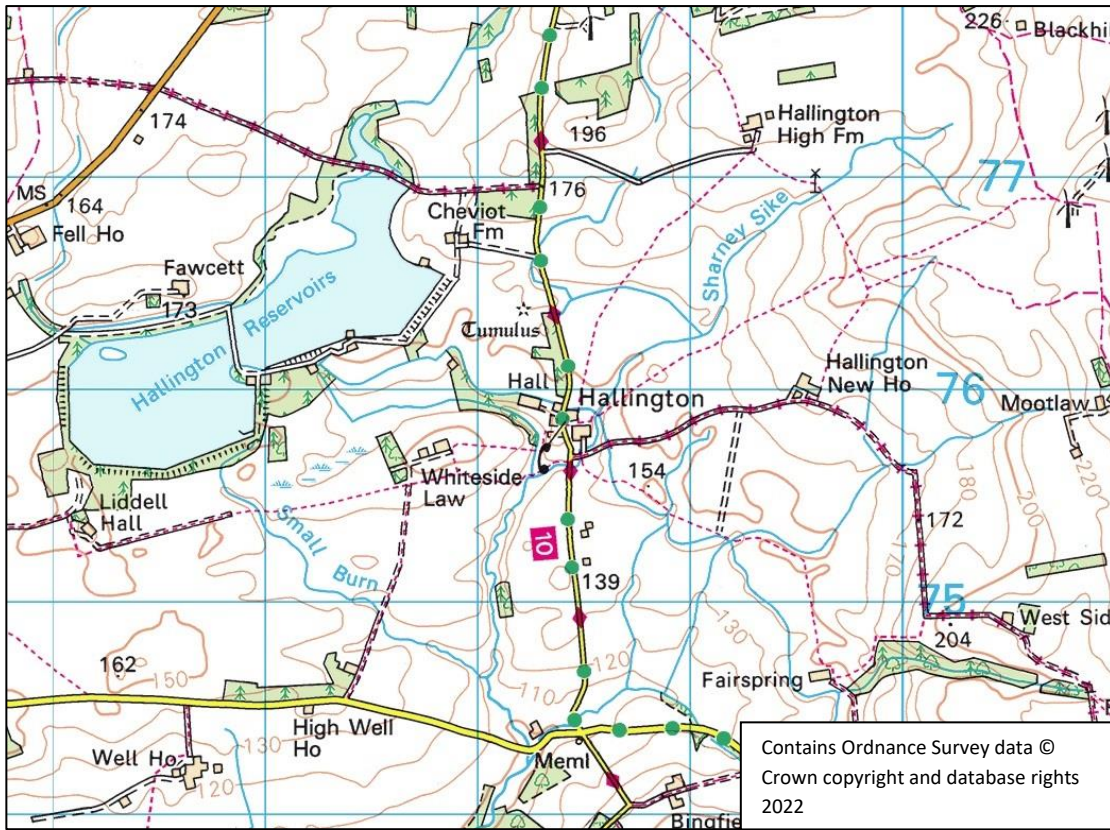 226
Blackhi
174
196
Hallington
High Fm
77
MS
164
176
Fell Ho
Cheviot
Fm
Sharney Sike
Fawcett
173
Hallington Reservoirs
Tumulus
Hallington
New Ho
Hall
Hallington
76
Mootlaw
Whiteside
Law
154
180
220
Liddell
Hall
172
200
Small Burn
10
170
139
75
130
West Sid
204
162
150
120
110
Fairspring
High Well
Ho
130
Well Ho
120
Meml
Bingfie
Contains Ordnance Survey data ©
Crown copyright and database rights
2022